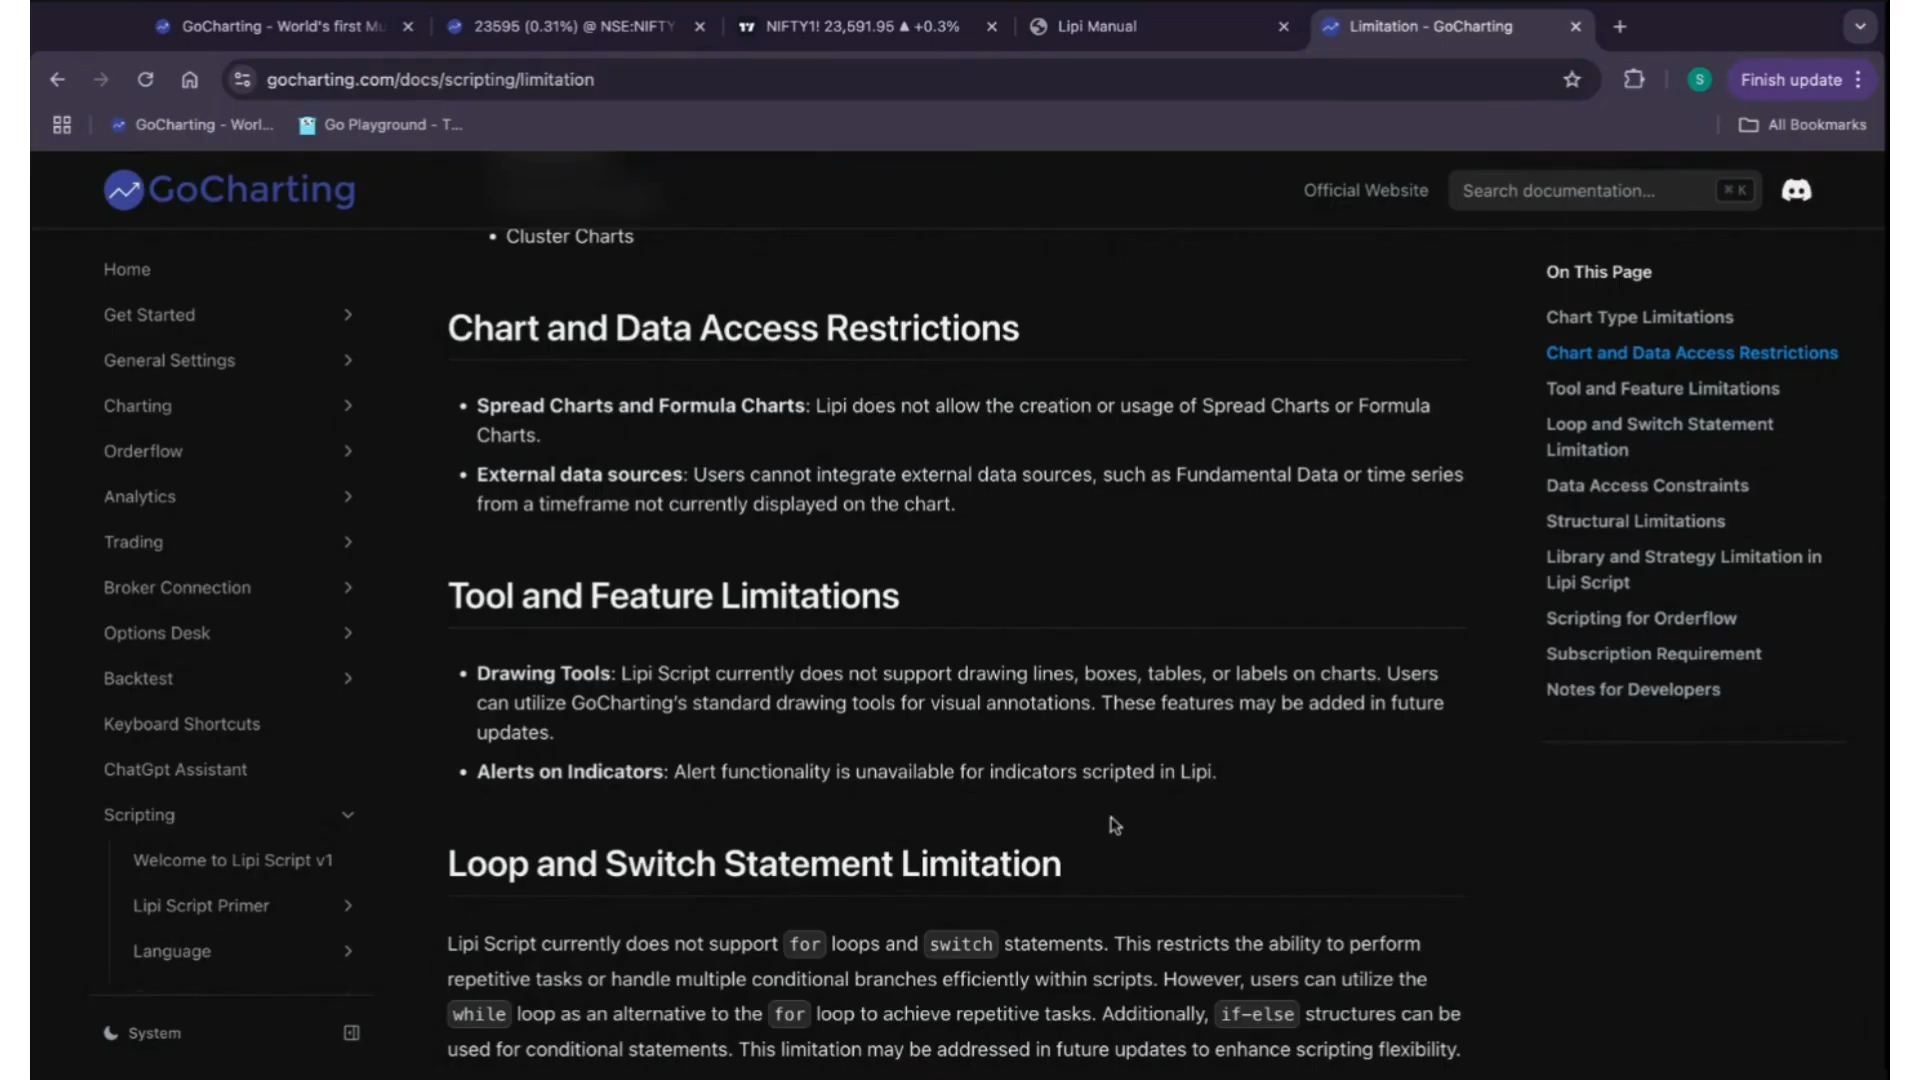 GoCharting - World's first Mu
23595 (0.31%) @ NSE:NIFTY
NIFTY1! 23,591.95 ▲ +0.3%
Lipi Manual
Limitation - GoCharting
gocharting.com/docs/scripting/limitation
S
Finish update
GoCharting - Worl...
Go Playground - T...
All Bookmarks
GoCharting
Official Website
Search documentation...
⌘ K
Home
Get Started
General Settings
Charting
Orderflow
Analytics
Trading
Broker Connection
Options Desk
Backtest
Keyboard Shortcuts
ChatGpt Assistant
Scripting
Welcome to Lipi Script v1
Lipi Script Primer
Language
System
• Cluster Charts
Chart and Data Access Restrictions
• Spread Charts and Formula Charts: Lipi does not allow the creation or usage of Spread Charts or Formula
Charts.
• External data sources: Users cannot integrate external data sources, such as Fundamental Data or time series
from a timeframe not currently displayed on the chart.
Tool and Feature Limitations
• Drawing Tools: Lipi Script currently does not support drawing lines, boxes, tables, or labels on charts. Users
can utilize GoCharting's standard drawing tools for visual annotations. These features may be added in future
updates.
• Alerts on Indicators: Alert functionality is unavailable for indicators scripted in Lipi.
Loop and Switch Statement Limitation
Lipi Script currently does not support for loops and switch statements. This restricts the ability to perform
repetitive tasks or handle multiple conditional branches efficiently within scripts. However, users can utilize the
while loop as an alternative to the for loop to achieve repetitive tasks. Additionally, if-else structures can be
used for conditional statements. This limitation may be addressed in future updates to enhance scripting flexibility.
On This Page
Chart Type Limitations
Chart and Data Access Restrictions
Tool and Feature Limitations
Loop and Switch Statement
Limitation
Data Access Constraints
Structural Limitations
Library and Strategy Limitation in
Lipi Script
Scripting for Orderflow
Subscription Requirement
Notes for Developers